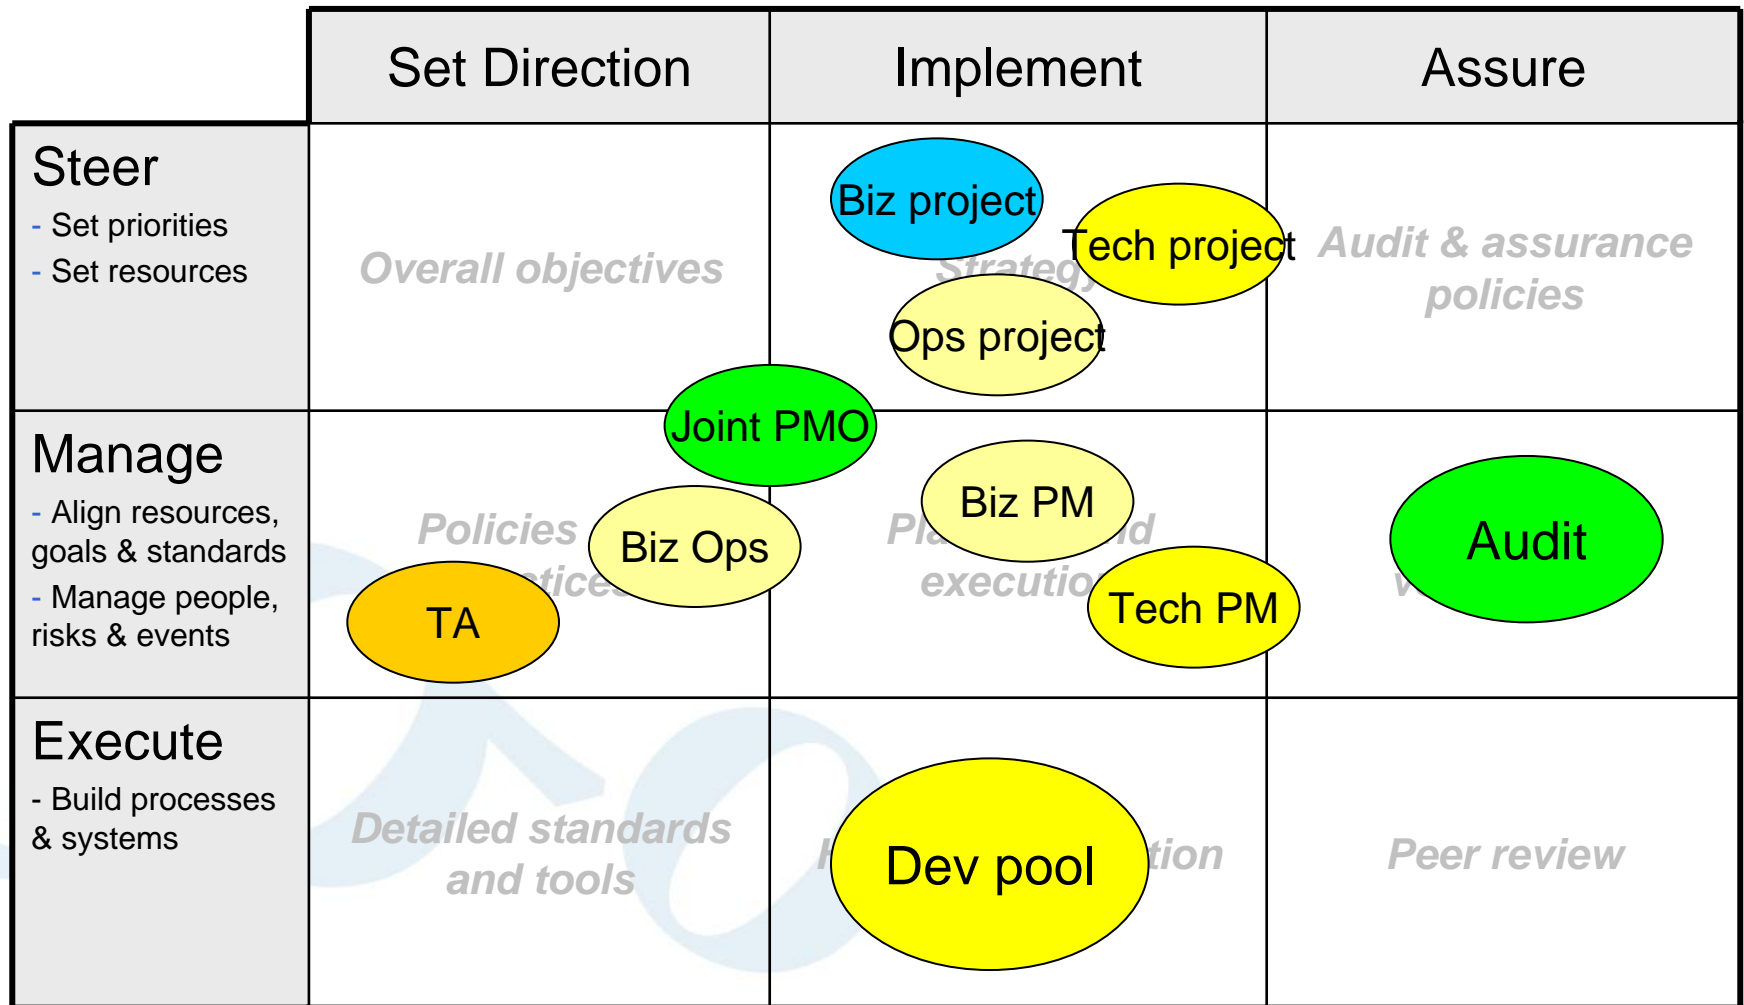 Set Direction
Implement
Assure
Steer
- Set priorities
- Set resources
Overall objectives
Biz project
Tech project
Ops project
Audit & assurance
policies
Joint PMO
Manage
- Align resources,
goals & standards
- Manage people,
risks & events
Policies
TA
Biz Ops
Biz PM
execution
Tech PM
Audit
Execute
- Build processes
& systems
Detailed standards
and tools
Dev pool
Peer review